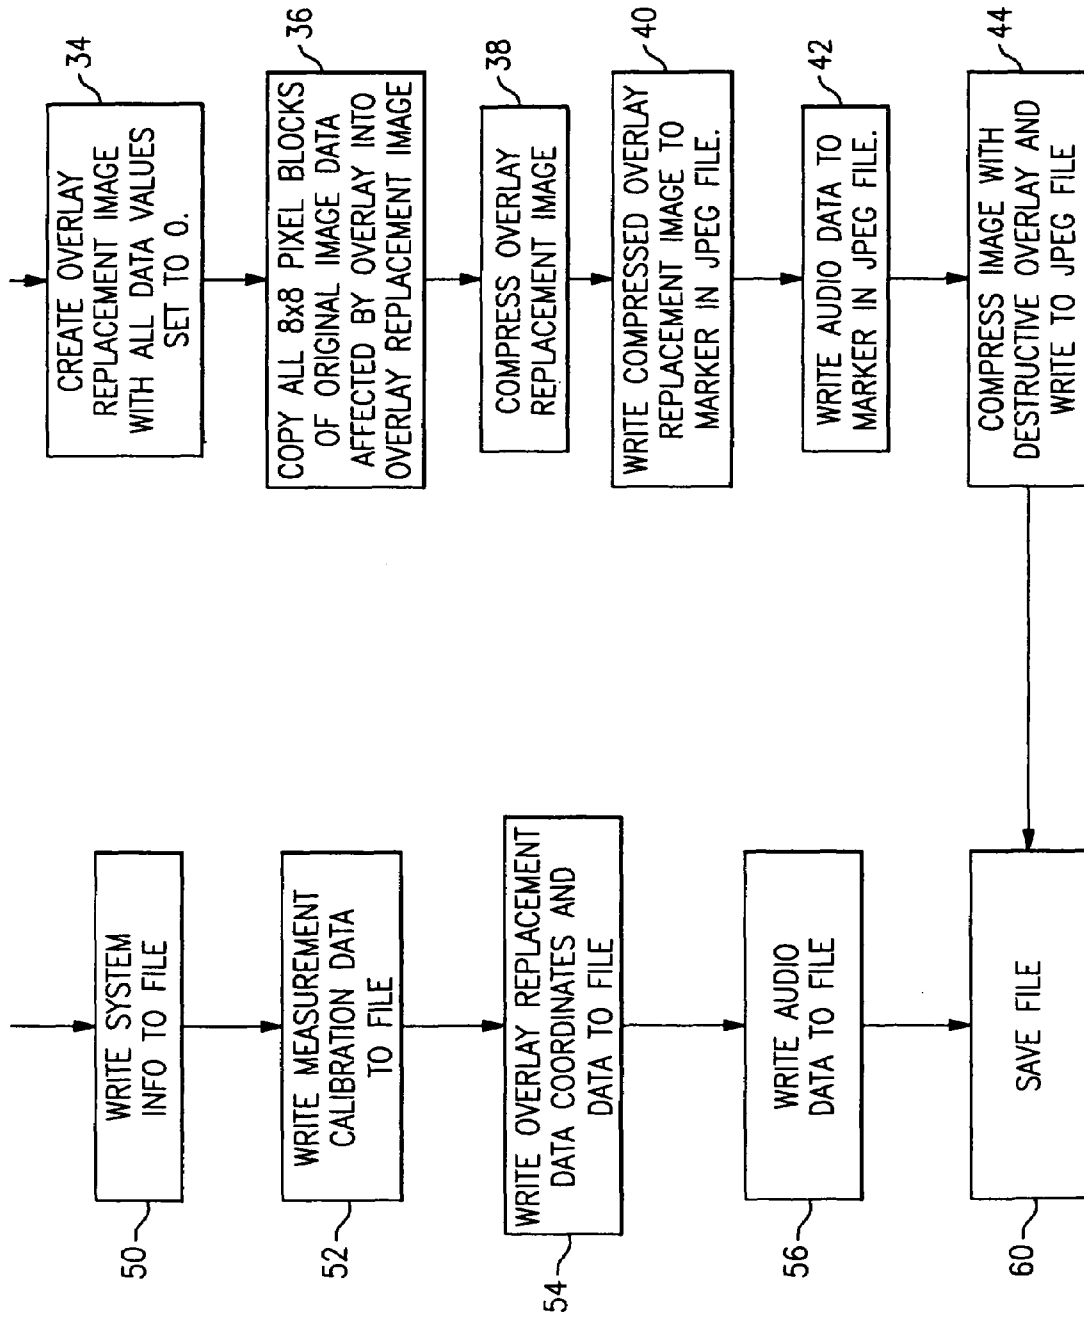 CREATE OVERLAY
REPLACEMENT IMAGE
WITH ALL DATA VALUES
SET TO 0.
34
COPY ALL 8x8 PIXEL BLOCKS
OF ORIGINAL IMAGE DATA
AFFECTED BY OVERLAY INTO
OVERLAY REPLACEMENT IMAGE
36
COMPRESS OVERLAY
REPLACEMENT IMAGE
38
WRITE COMPRESSED OVERLAY
REPLACEMENT IMAGE TO
MARKER IN JPEG FILE.
40
WRITE AUDIO DATA TO
MARKER IN JPEG FILE.
42
COMPRESS IMAGE WITH
DESTRUCTIVE OVERLAY AND
WRITE TO JPEG FILE
44
50
WRITE SYSTEM
INFO TO FILE
52
WRITE MEASUREMENT
CALIBRATION DATA
TO FILE
54
WRITE OVERLAY REPLACEMENT
DATA COORDINATES AND
DATA TO FILE
56
WRITE AUDIO
DATA TO FILE
60
SAVE FILE